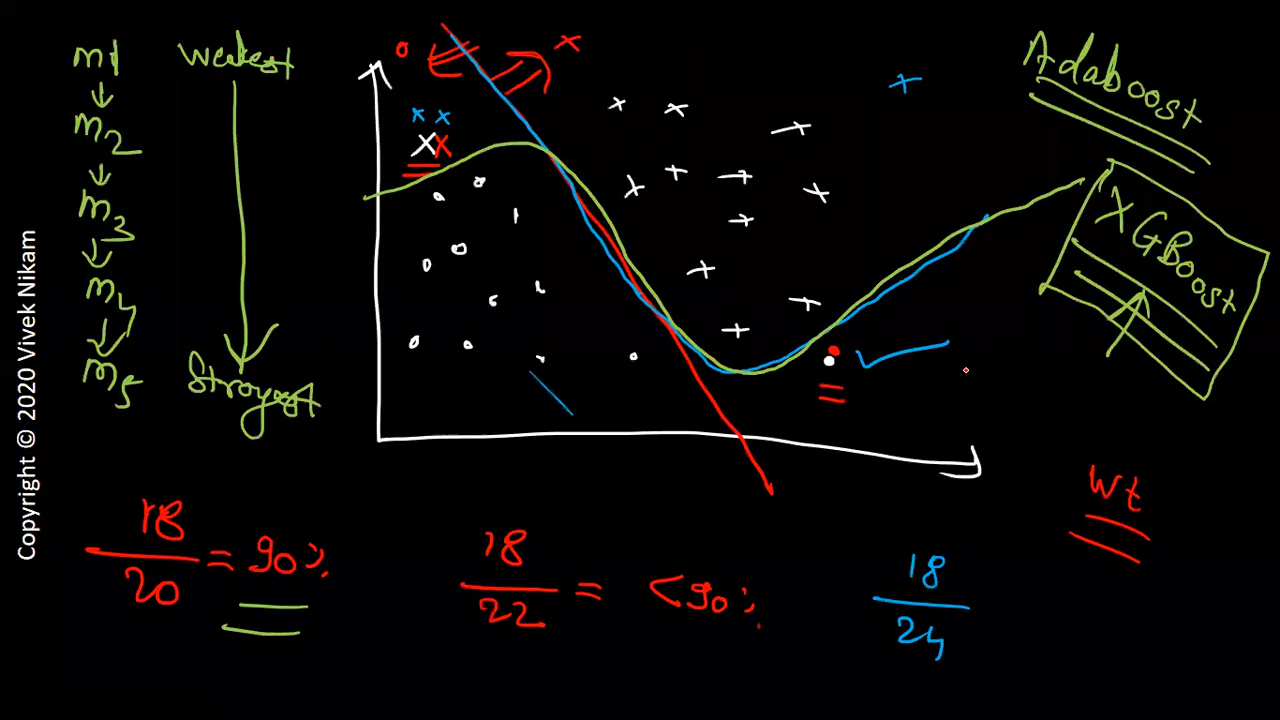 m1 Weakest
m2
m3
m4
m5 Strogest
o x
Adaboost
XGBoost
wt
18
20
= 90%
18
22
= <90%
18
24
Copyright © 2020 Vivek Nikam